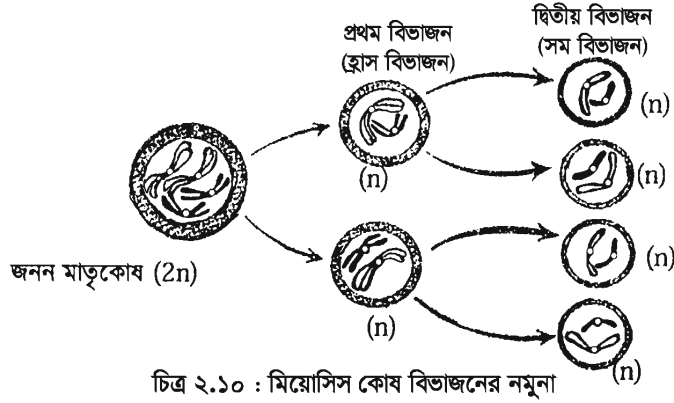 প্রথম বিভাজন
(হ্রাস বিভাজন)
দ্বিতীয় বিভাজন
(সম বিভাজন)
(n)
(n)
(n)
(n)
জনন মাতৃকোষ (2n)
(n)
(n)
চিত্র ২.১০ : মিয়োসিস কোষ বিভাজনের নমুনা